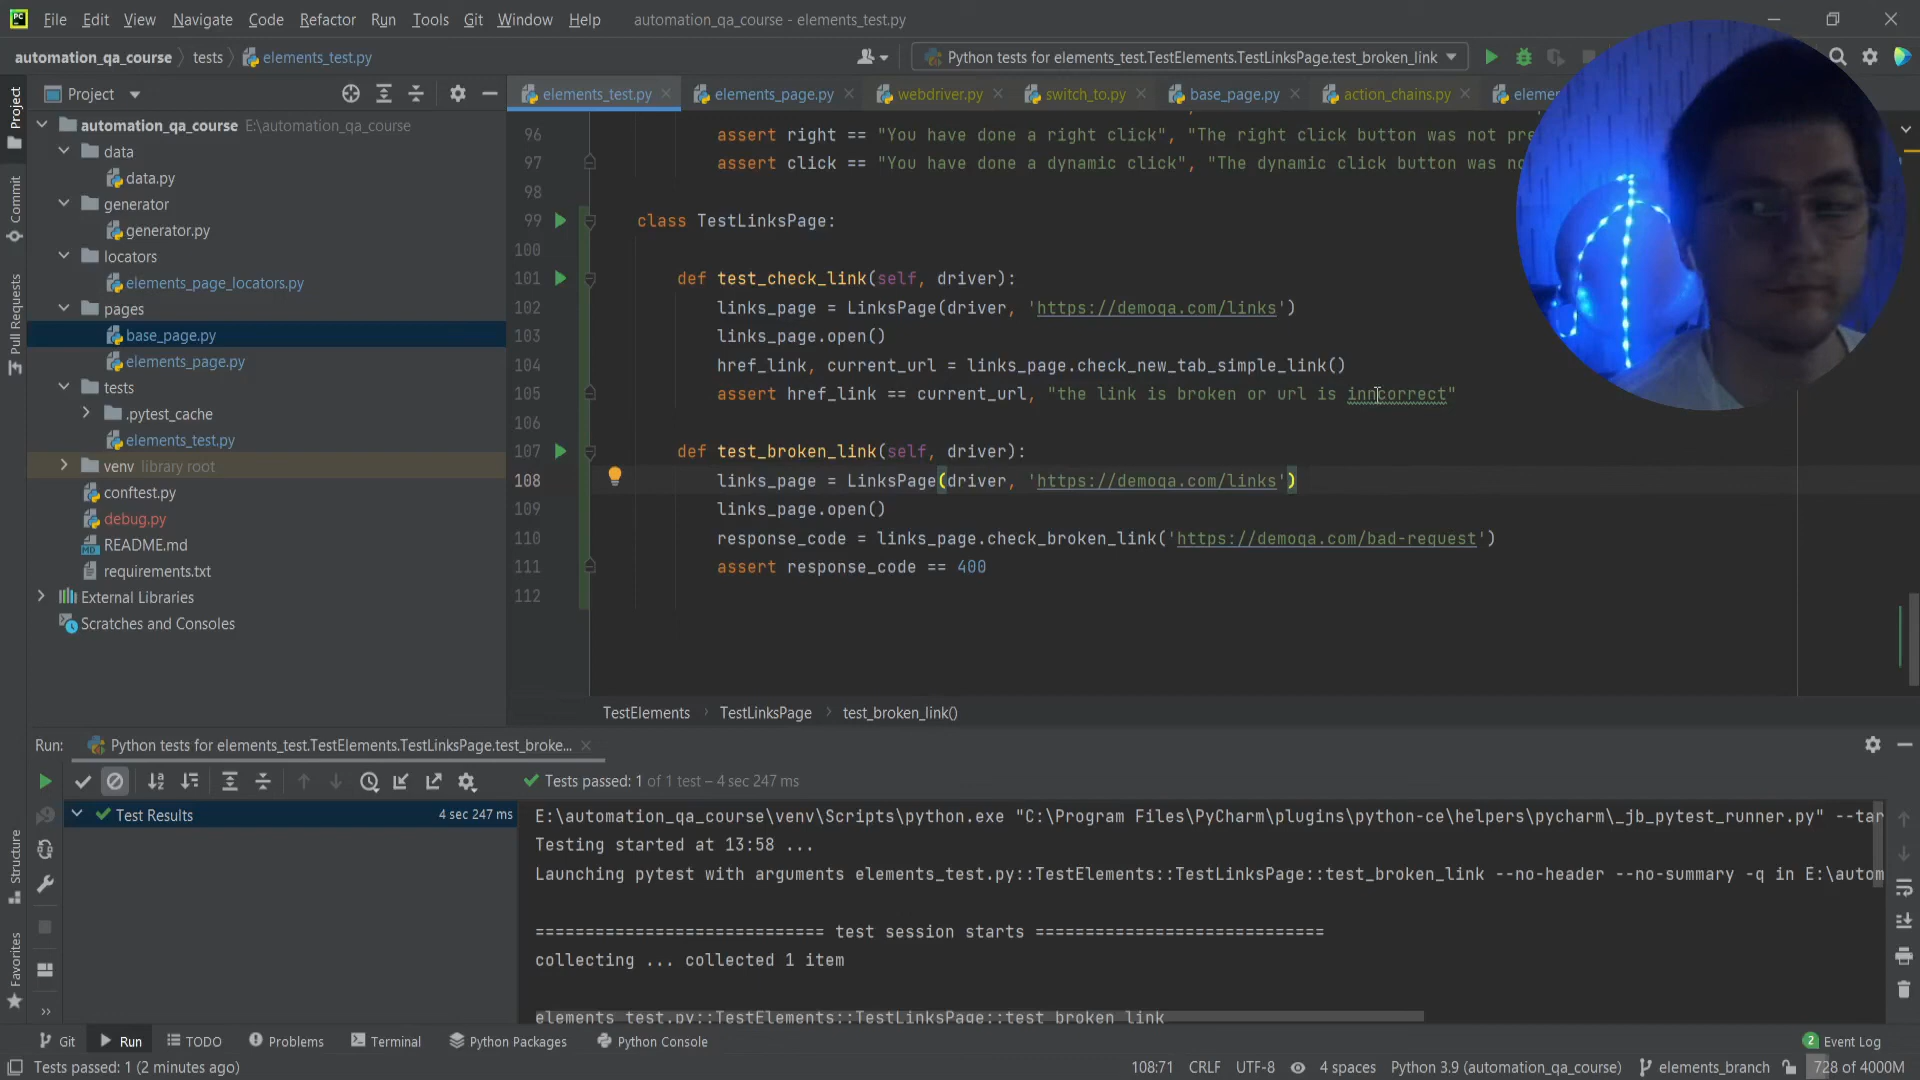 File Edit View Navigate Code Refactor Run Tools Git Window Help automation_qa_course - elements_test.py
automation_qa_course tests elements_test.py
Python tests for elements_test.TestElements.TestLinksPage.test_broken_link
Project
elements_test.py elements_page.py webdriver.py switch_to.py base_page.py action_chains.py
automation_qa_course E:\automation_qa_course
data
data.py
generator
generator.py
locators
elements_page_locators.py
pages
base_page.py
elements_page.py
tests
.pytest_cache
elements_test.py
venv library root
conftest.py
debug.py
README.md
requirements.txt
External Libraries
Scratches and Consoles
Project
Commit
Pull Requests
Structure
Favorites
96 assert right == "You have done a right click", "The right click button was not
97 assert click == "You have done a dynamic click", "The dynamic click button was
98
99 class TestLinksPage:
100
101 def test_check_link(self, driver):
102 links_page = LinksPage(driver, 'https://demoqa.com/links')
103 links_page.open()
104 href_link, current_url = links_page.check_new_tab_simple_link()
105 assert href_link == current_url, "the link is broken or url is inncorrect"
106
107 def test_broken_link(self, driver):
108 links_page = LinksPage(driver, 'https://demoqa.com/links')
109 links_page.open()
110 response_code = links_page.check_broken_link('https://demoqa.com/bad-request')
111 assert response_code == 400
112
TestElements TestLinksPage test_broken_link()
Run: Python tests for elements_test.TestElements.TestLinksPage.test_broke...
Tests passed: 1 of 1 test – 4 sec 247 ms
Test Results 4 sec 247 ms
E:\automation_qa_course\venv\Scripts\python.exe "C:\Program Files\PyCharm\plugins\python-ce\helpers\pycharm\_jb_pytest_runner.py" --tar
Testing started at 13:58 ...
Launching pytest with arguments elements_test.py::TestElements::TestLinksPage::test_broken_link --no-header --no-summary -q in E:\autom
============================= test session starts =============================
collecting ... collected 1 item
elements_test.py::TestElements::TestLinksPage::test_broken_link
Git Run TODO Problems Terminal Python Packages Python Console 2 Event Log
Tests passed: 1 (2 minutes ago) 108:71 CRLF UTF-8 4 spaces Python 3.9 (automation_qa_course) elements_branch 728 of 4000M